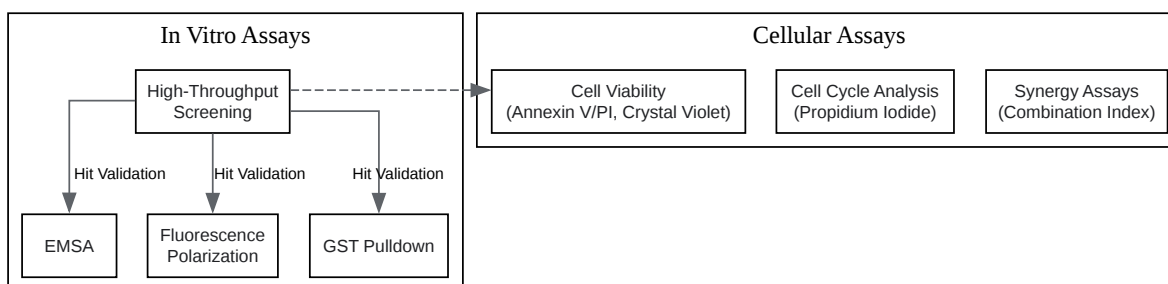 In Vitro Assays
Cellular Assays
High-Throughput
Screening
Cell Viability
(Annexin V/PI, Crystal Violet)
Cell Cycle Analysis
(Propidium Iodide)
Synergy Assays
(Combination Index)
Hit Validation
Hit Validation
Hit Validation
EMSA
Fluorescence
Polarization
GST Pulldown